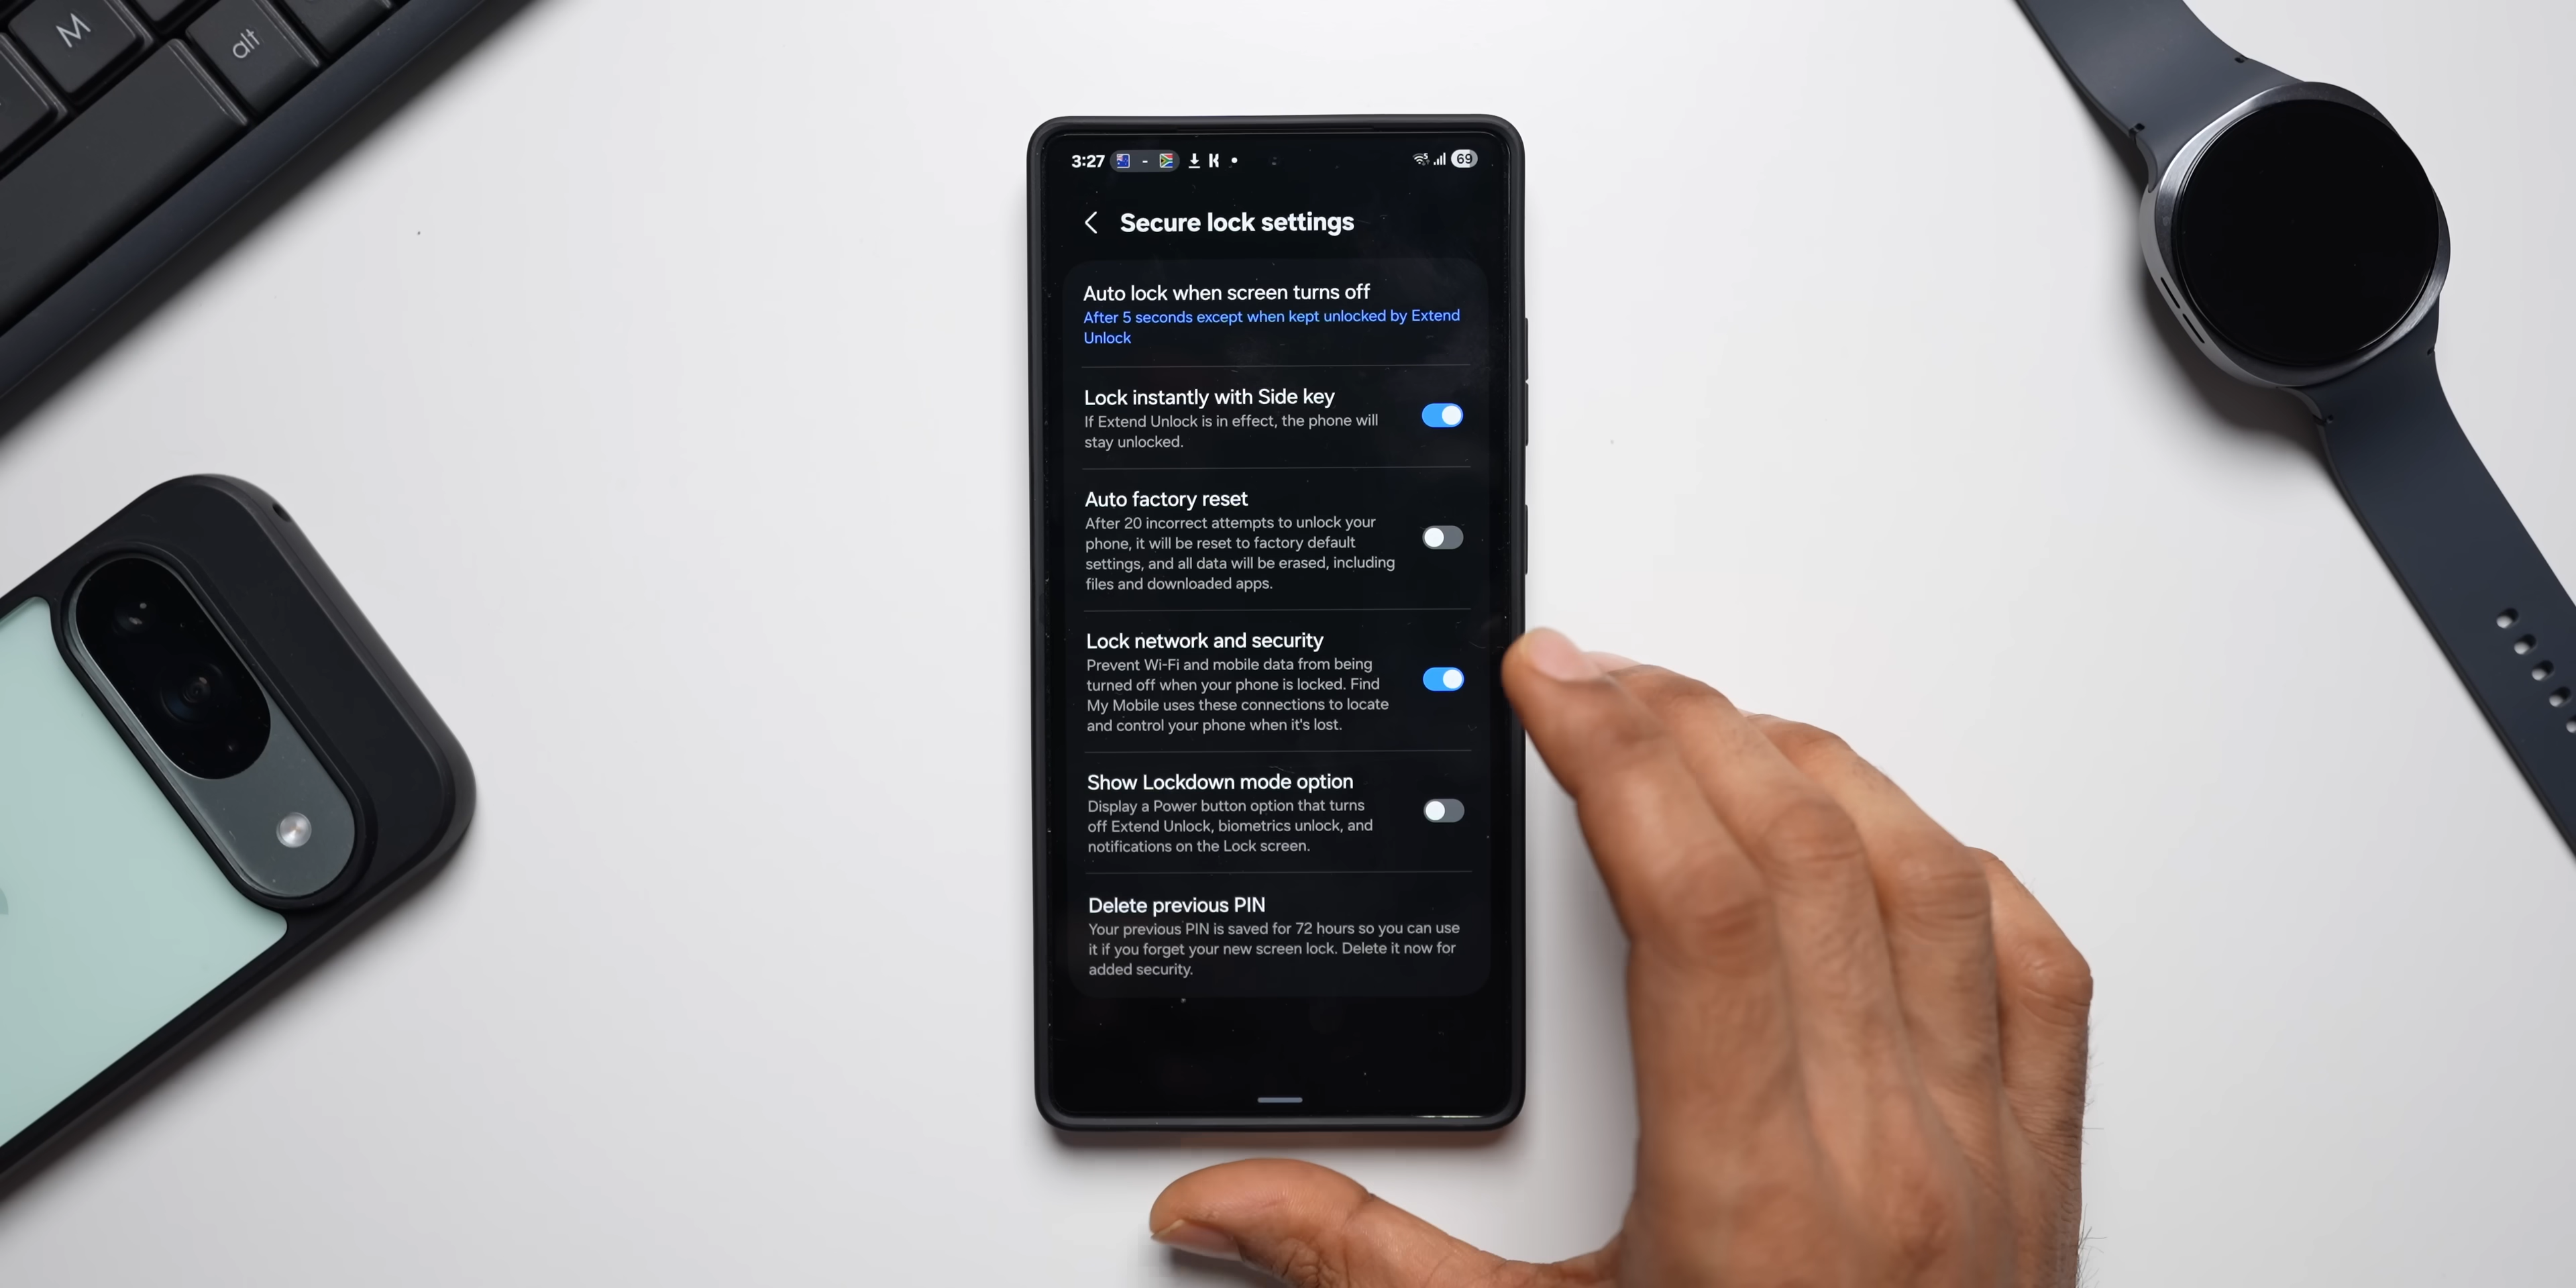 M
alt
3:27
69
Secure lock settings
Auto lock when screen turns off
After 5 seconds except when kept unlocked by Extend
Unlock
Lock instantly with Side key
If Extend Unlock is in effect, the phone will
stay unlocked.
Auto factory reset
After 20 incorrect attempts to unlock your
phone, it will be reset to factory default
settings, and all data will be erased, including
files and downloaded apps.
Lock network and security
Prevent Wi-Fi and mobile data from being
turned off when your phone is locked. Find
My Mobile uses these connections to locate
and control your phone when it's lost.
Show Lockdown mode option
Display a Power button option that turns
off Extend Unlock, biometrics unlock, and
notifications on the Lock screen.
Delete previous PIN
Your previous PIN is saved for 72 hours so you can use
it if you forget your new screen lock. Delete it now for
added security.